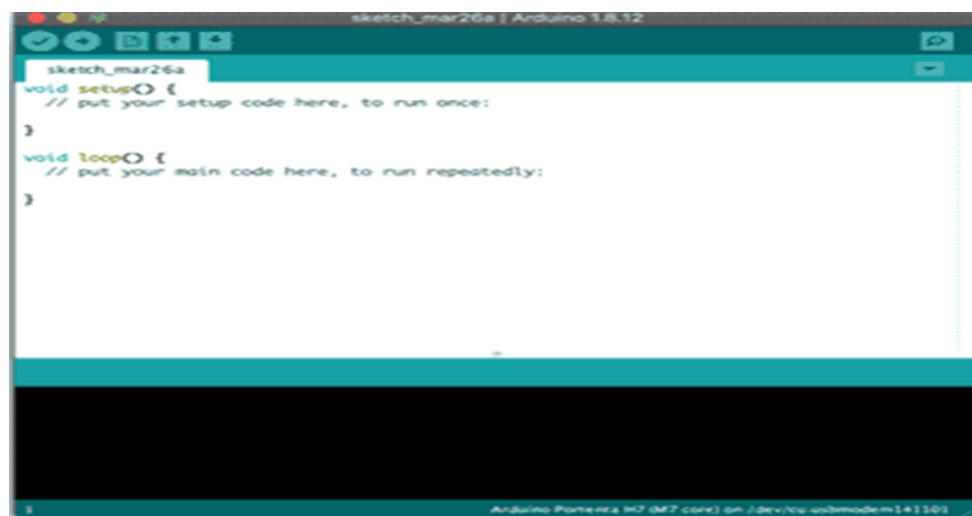 sketch_mar26a | Arduino 1.8.12
sketch_mar26a
void setup() {
// put your setup code here, to run once:
}
void loop() {
// put your main code here, to run repeatedly:
}
1 Arduino Portenta H7 (M7 core) on /dev/cu.usbmodem141101